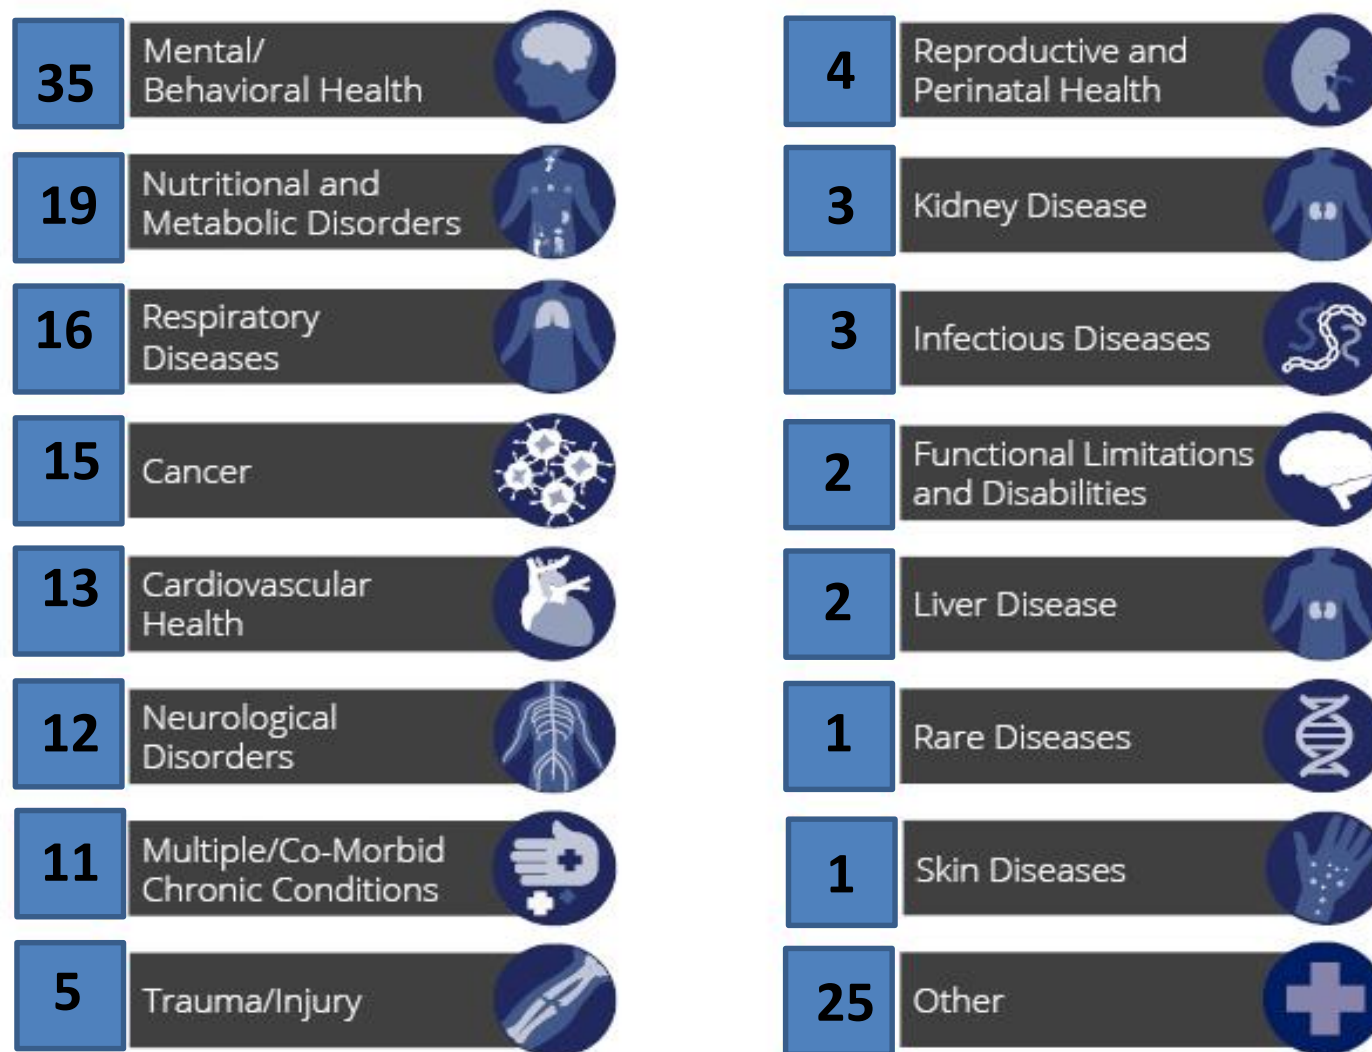 35
Mental/
Behavioral Health
19
Nutritional and
Metabolic Disorders
16
Respiratory
Diseases
15
Cancer
13
Cardiovascular
Health
12
Neurological
Disorders
11
Multiple/Co-Morbid
Chronic Conditions
5
Trauma/Injury
4
Reproductive and
Perinatal Health
3
Kidney Disease
3
Infectious Diseases
2
Functional Limitations
and Disabilities
2
Liver Disease
1
Rare Diseases
1
Skin Diseases
25
Other